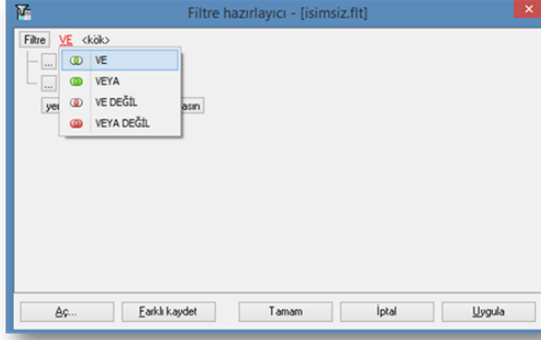 Filtre hazırlayıcı - [isimsiz.flt]
Filtre VE <kök>
... VE
... VEYA
VE DEĞİL
VEYA DEĞİL
Aç... Farklı kaydet Tamam İptal Uygula